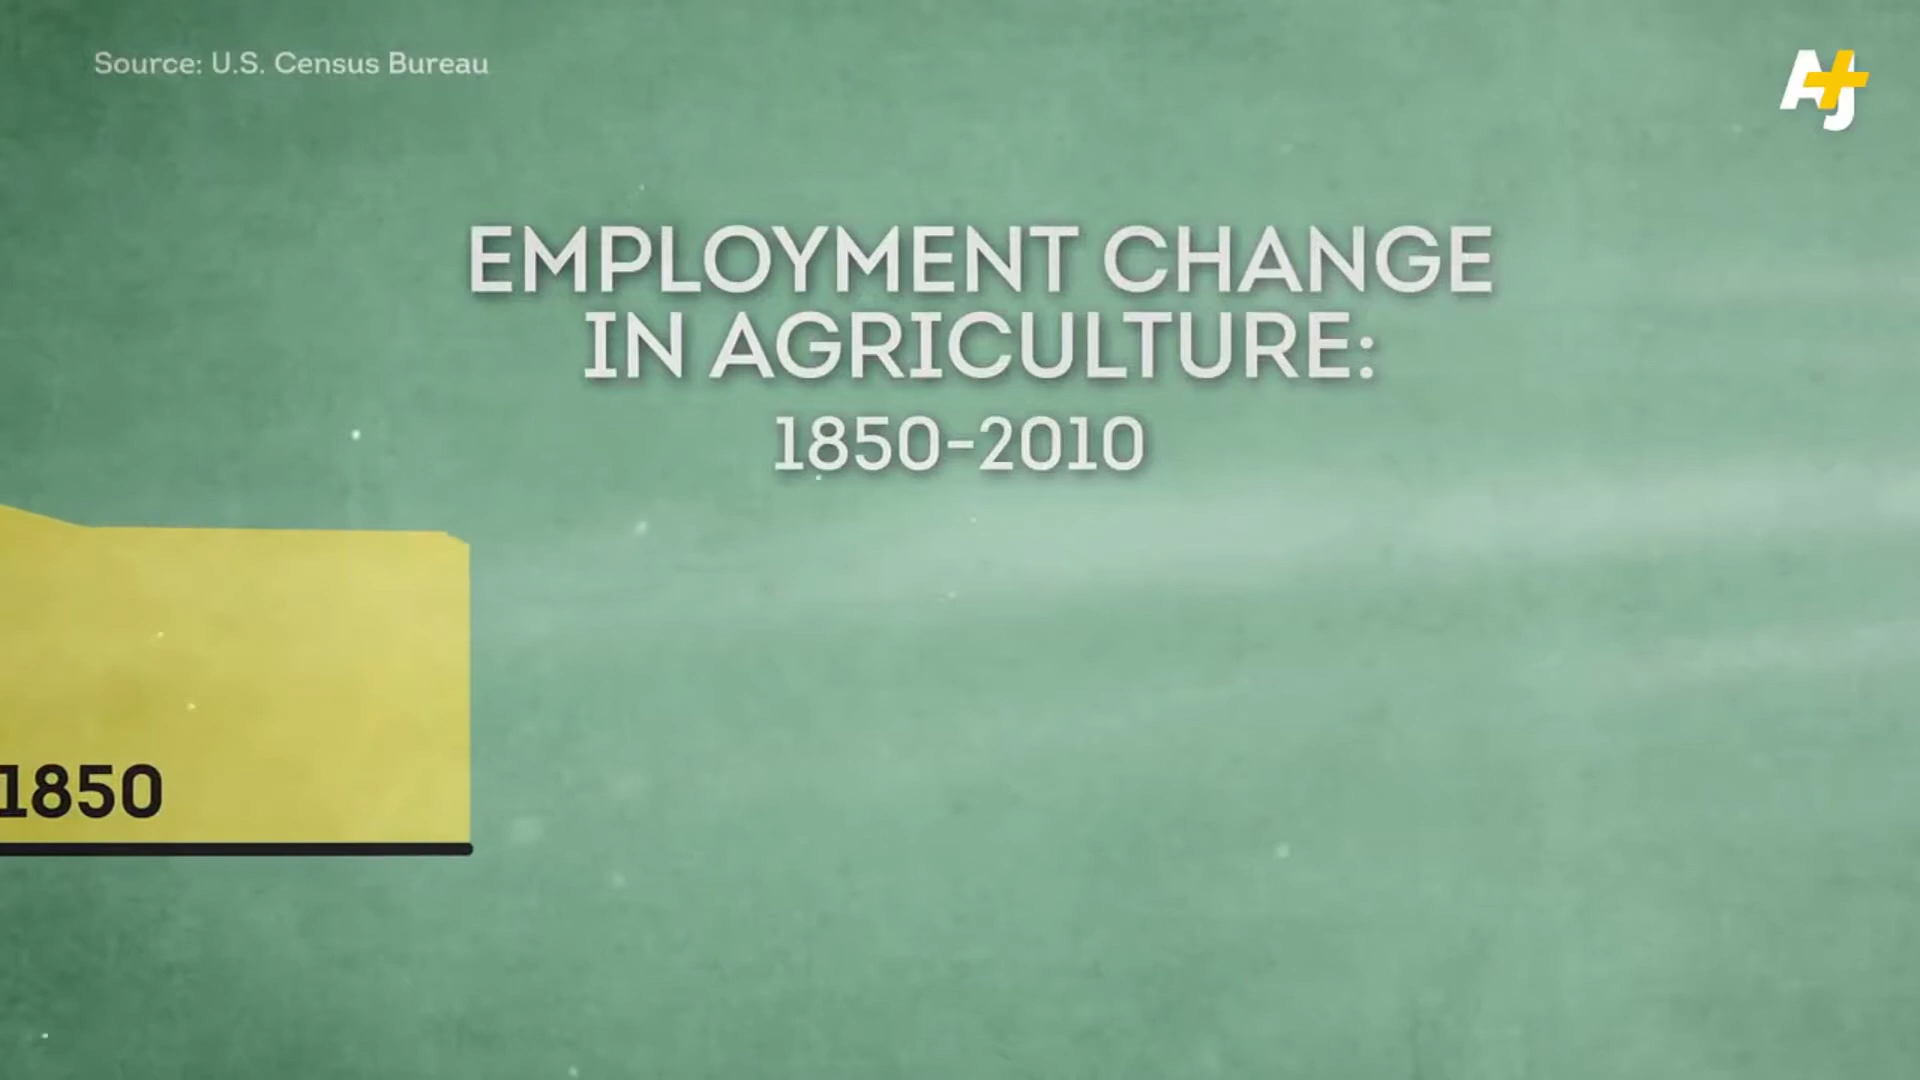 Source: U.S. Census Bureau
AJ+
EMPLOYMENT CHANGE
IN AGRICULTURE:
1850-2010
1850